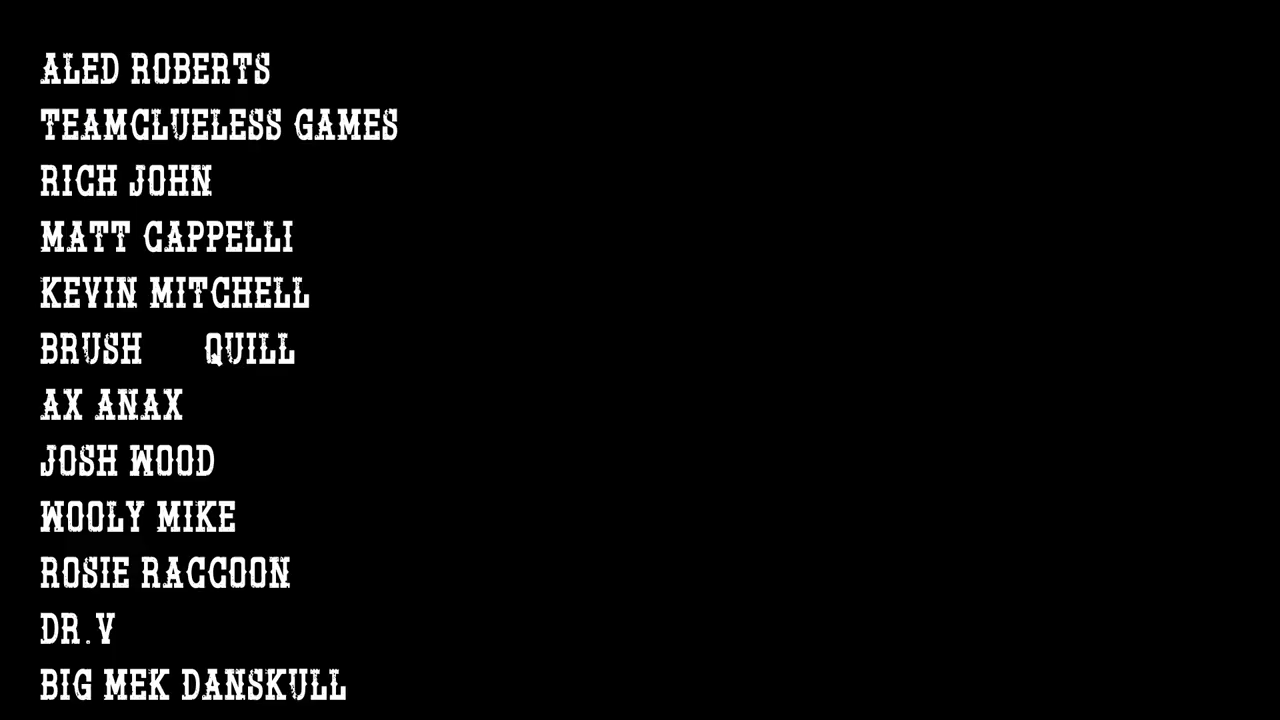 ALED ROBERTS
TEAMCLUELESS GAMES
RICH JOHN
MATT CAPPELLI
KEVIN MITCHELL
BRUSH QUILL
AX ANAX
JOSH WOOD
WOOLY MIKE
ROSIE RACCOON
DR.V
BIG MEK DANSKULL